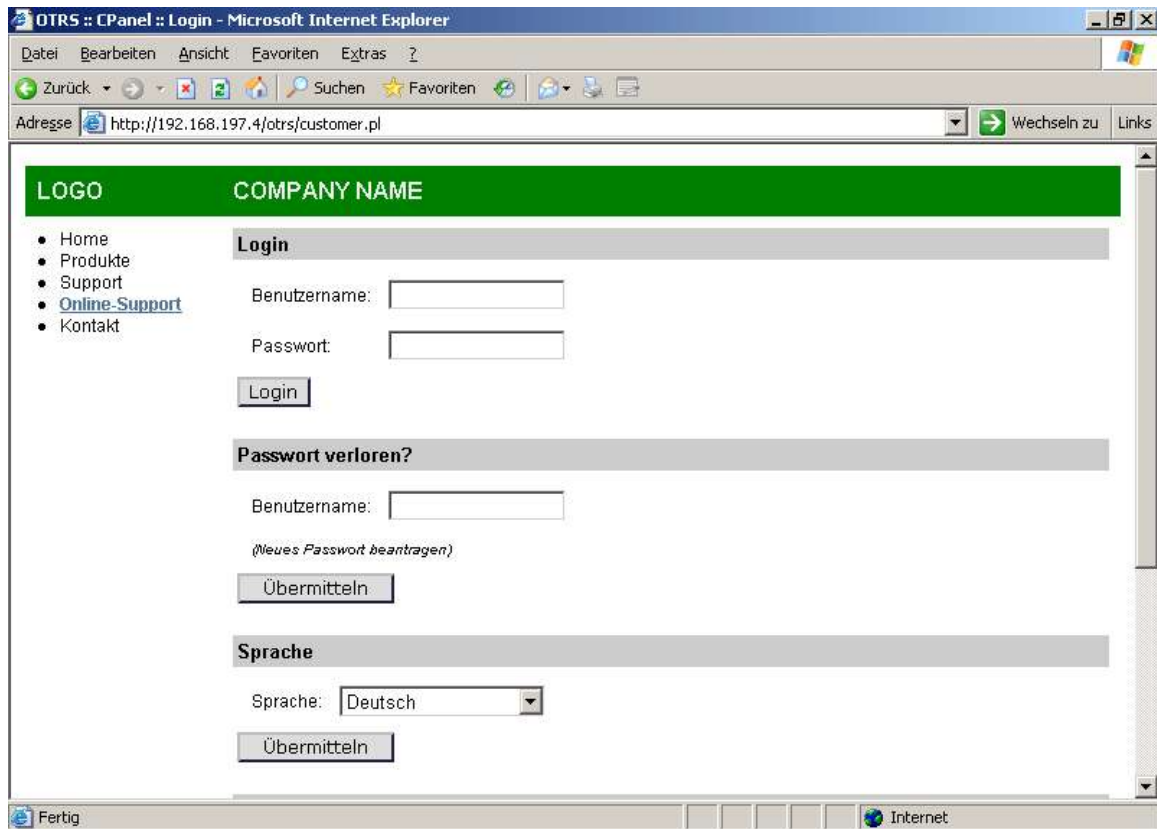 OTRS :: CPanel :: Login - Microsoft Internet Explorer
Datei Bearbeiten Ansicht Favoriten Extras ?
Zurück Suchen Favoriten
Adresse http://192.168.197.4/otrs/customer.pl Wechseln zu Links
LOGO COMPANY NAME
Home
Produkte
Support
Online-Support
Kontakt
Login
Benutzername:
Passwort:
Login
Passwort verloren?
Benutzername:
(Neues Passwort beantragen)
Übermitteln
Sprache
Sprache: Deutsch
Übermitteln
Fertig Internet